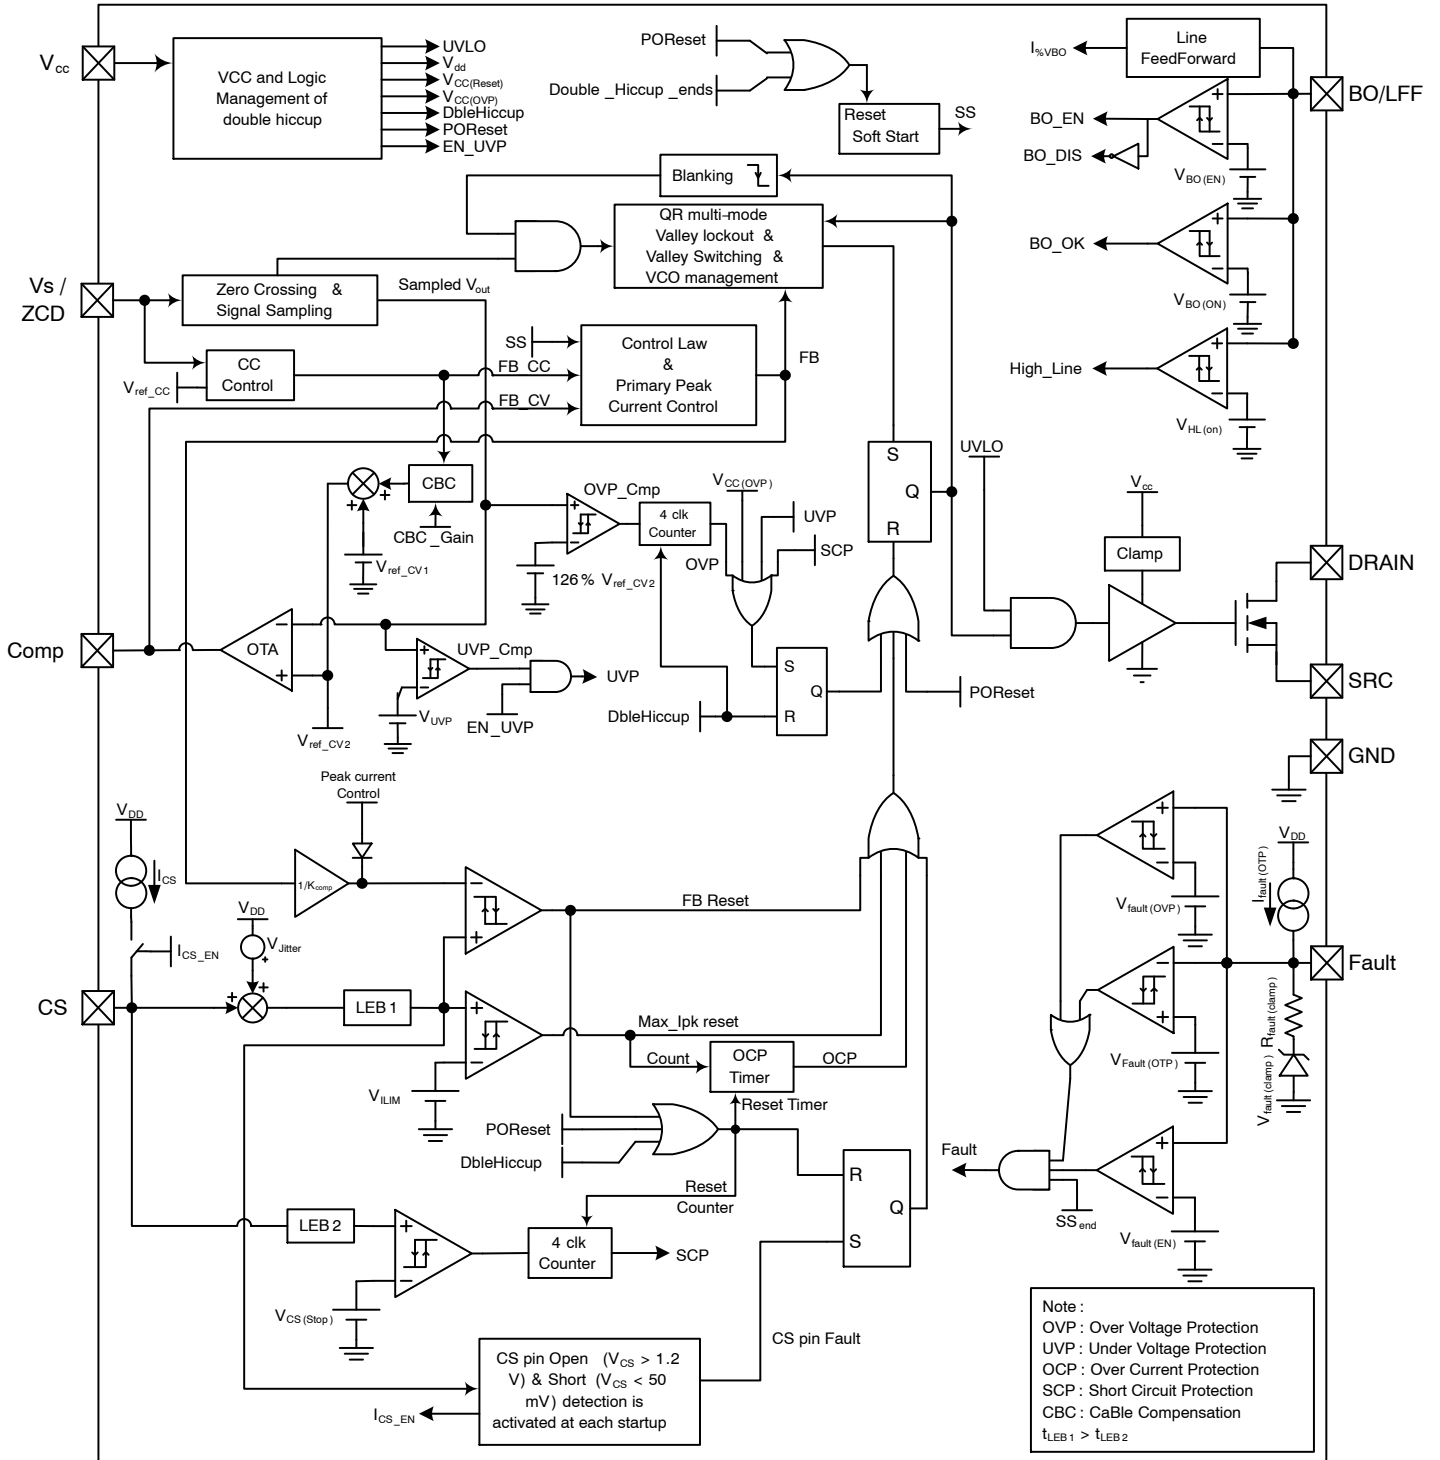 Vcc
VCC and Logic
Management of
double hiccup
UVLO
Vdd
VCC(Reset)
VCC(OVP)
DbleHiccup
POReset
EN_UVP
POReset
Double _Hiccup _ends
Reset
Soft Start
SS
I%VBO
Line
FeedForward
BO/LFF
BO_EN
BO_DIS
VBO(EN)
BO_OK
VBO(ON)
High_Line
VHL(on)
Blanking
QR multi-mode
Valley lockout &
Valley Switching &
VCO management
Vs /
ZCD
Zero Crossing &
Signal Sampling
Sampled Vout
SS
FB_CC
FB_CV
Control Law
&
Primary Peak
Current Control
FB
CC
Control
Vref_CC
CBC
CBC_Gain
Vref_CV1
OVP_Cmp
4 clk
Counter
126% Vref_CV2
OVP
VCC(OVP)
UVP
SCP
S
Q
R
UVLO
Vcc
Clamp
DRAIN
SRC
GND
Comp
OTA
Vref_CV2
UVP_Cmp
VUVP
EN_UVP
UVP
DbleHiccup
S
Q
R
POReset
Peak current
Control
VDD
ICS
ICS_EN
VDD
VJitter
1/Kcomp
CS
LEB 1
FB Reset
Max_Ipk reset
Count
OCP
Timer
OCP
VILIM
Reset Timer
POReset
DbleHiccup
Reset
Counter
R
Q
S
LEB 2
4 clk
Counter
SCP
VCS(Stop)
CS pin Open (VCS > 1.2
V) & Short (VCS < 50
mV) detection is
activated at each startup
ICS_EN
CS pin Fault
Vfault(OVP)
VFault(OTP)
Vfault(EN)
VDD
Ifault(OTP)
Fault
Rfault(clamp)
Vfault(clamp)
Fault
SSend
Note :
OVP : Over Voltage Protection
UVP : Under Voltage Protection
OCP : Over Current Protection
SCP : Short Circuit Protection
CBC : CaBle Compensation
tLEB1 > tLEB2